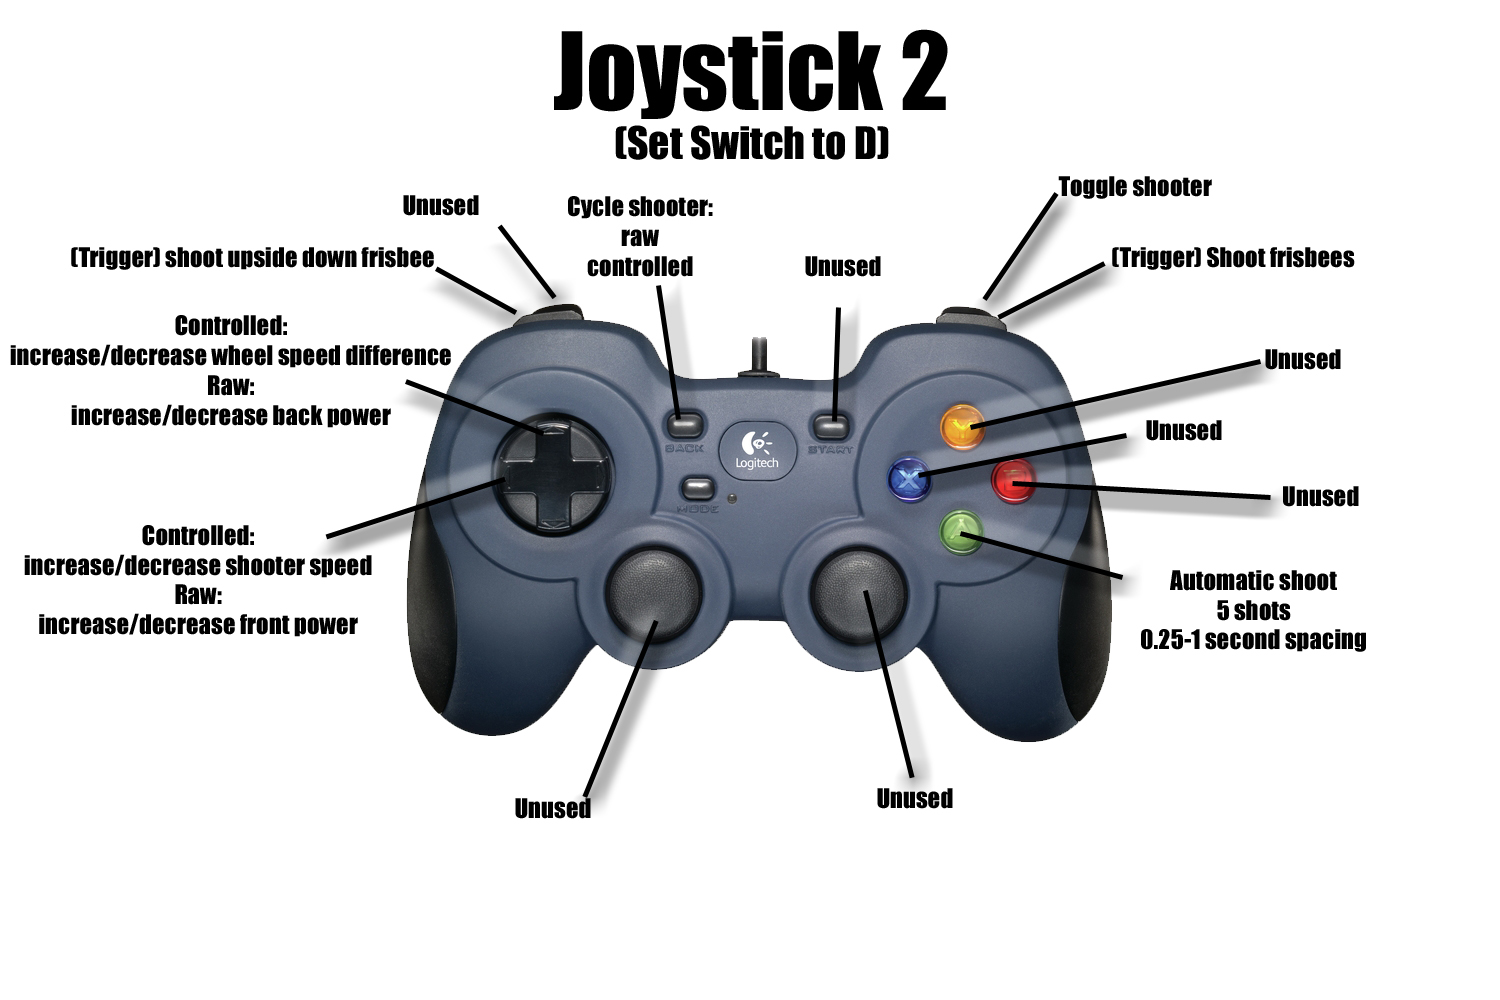 Joystick 2
(Set Switch to D)
Toggle shooter
Unused
Cycle shooter:
raw
controlled
(Trigger) shoot upside down frisbee
Unused
(Trigger) Shoot frisbees
Controlled:
increase/decrease wheel speed difference
Raw:
increase/decrease back power
Unused
Unused
BACK
START
Logitech
Y
X
B
A
MODE
Unused
Controlled:
increase/decrease shooter speed
Raw:
increase/decrease front power
Automatic shoot
5 shots
0.25-1 second spacing
Unused
Unused